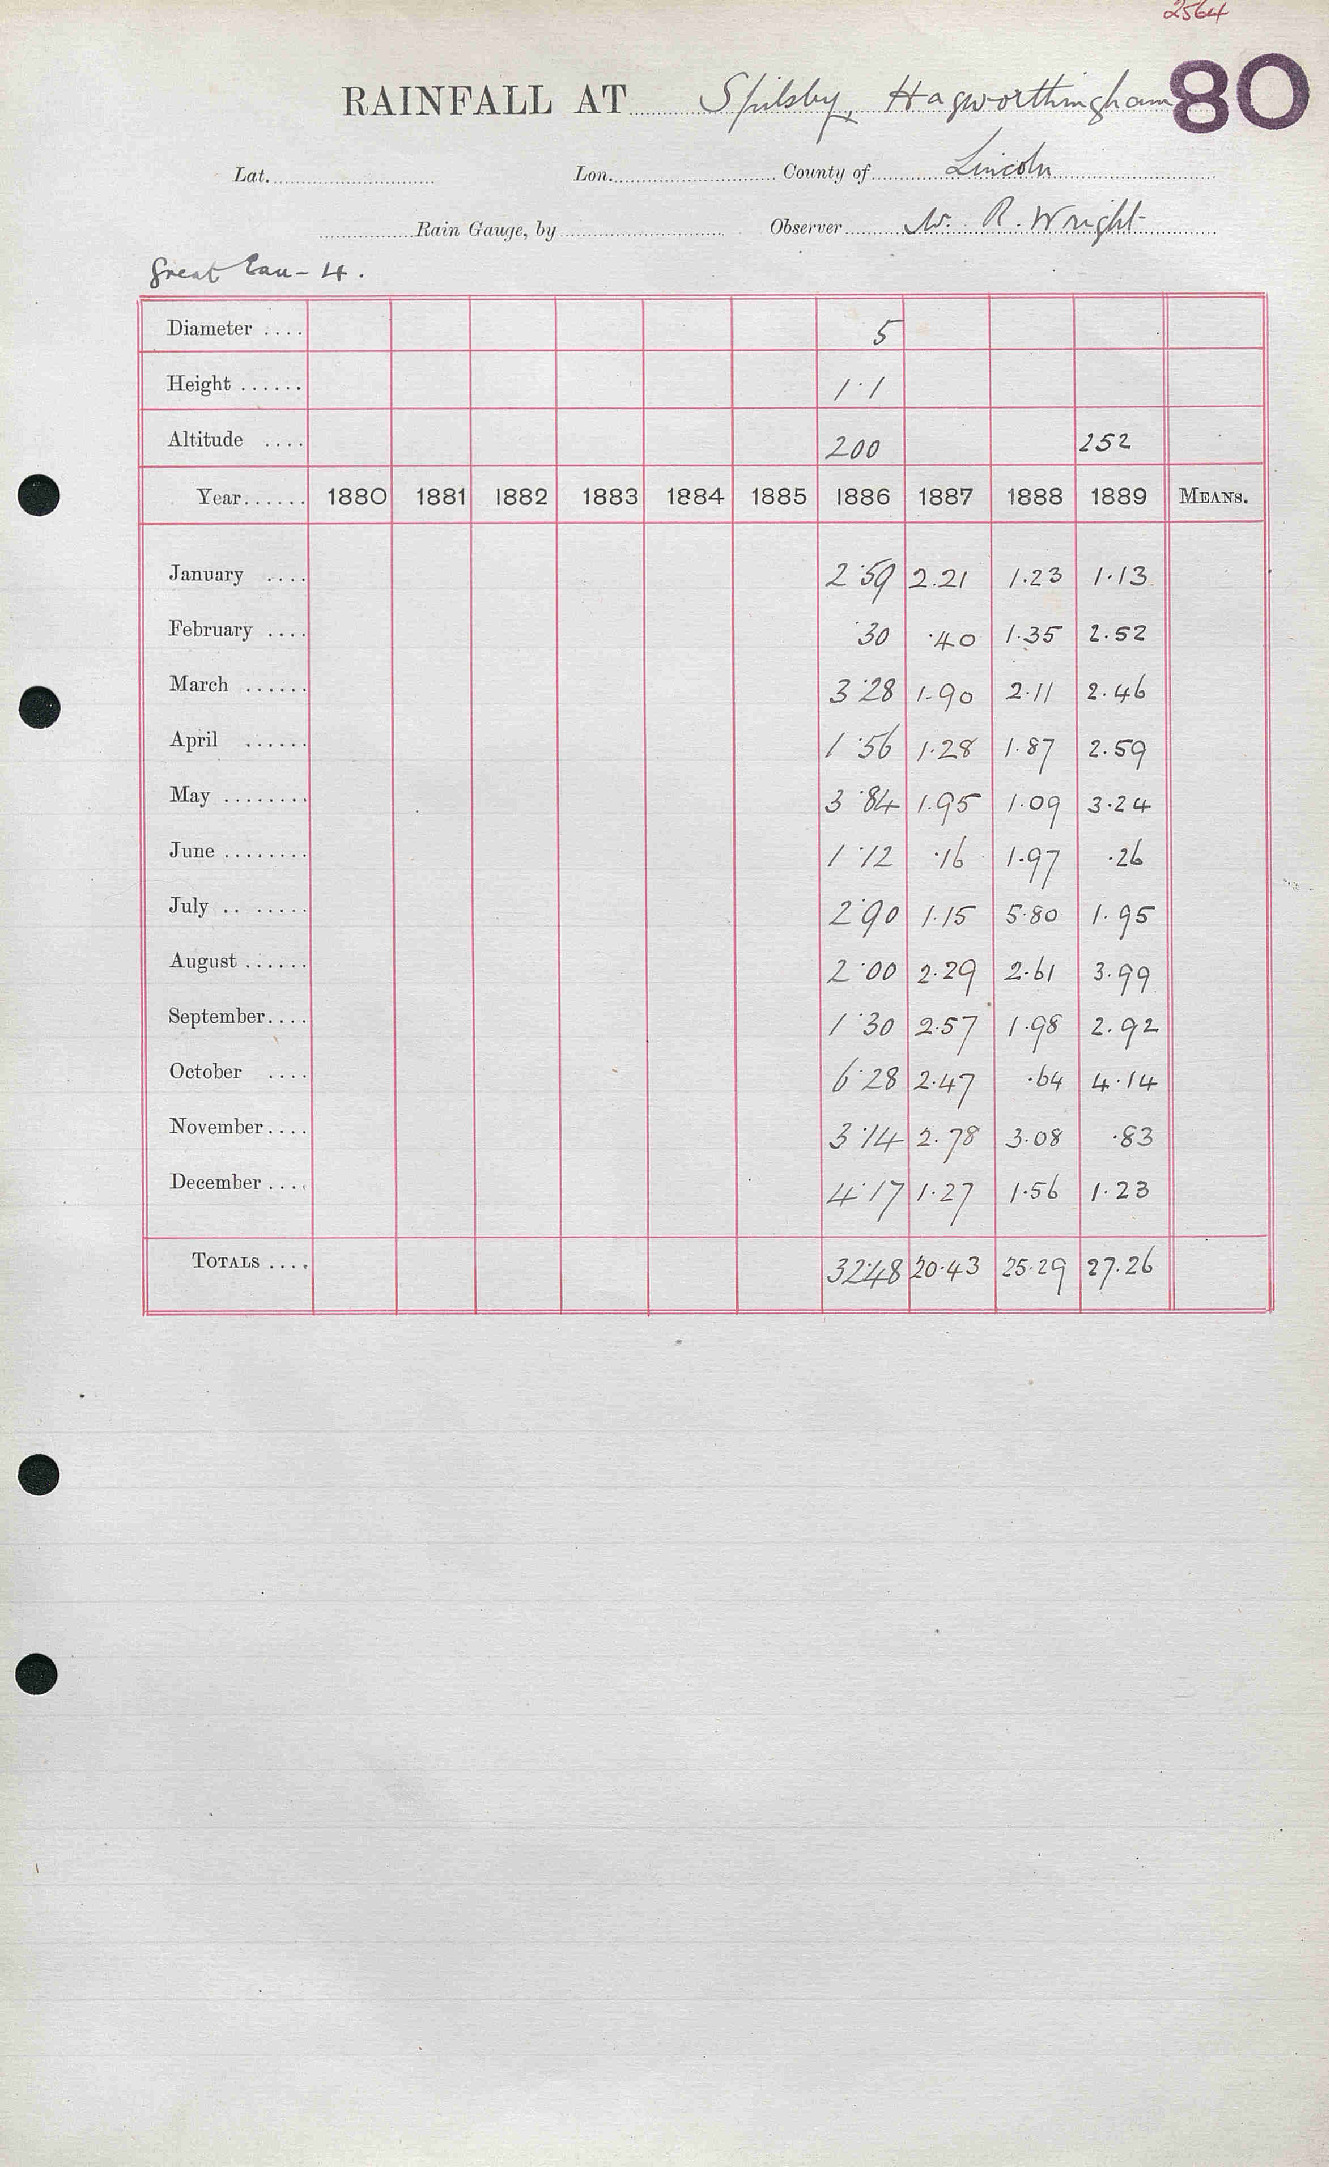 2564
80
RAINFALL AT Spilsby, Hagworthingham
Lat. Lon. County of Lincoln
Rain Gauge, by Observer W. R. Wright
Great Eau - 4.
Diameter .... 5
Height ...... 1·1
Altitude .... 200 252
Year...... 1880 1881 1882 1883 1884 1885 1886 1887 1888 1889 MEANS.
January .... 2·59 2.21 1.23 1.13
February .... ·30 ·40 1·35 2.52
March ...... 3·28 1.90 2.11 2.46
April ...... 1·56 1.28 1.87 2.59
May ........ 3·84 1.95 1.09 3.24
June ........ 1·12 ·16 1.97 ·26
July .. ...... 2·90 1.15 5.80 1.95
August ...... 2·00 2.29 2.61 3.99
September.... 1·30 2.57 1.98 2.92
October .... 6·28 2.47 ·64 4.14
November.... 3·14 2.78 3.08 ·83
December .... 4·17 1.27 1.56 1.23
TOTALS .... 32·48 20.43 25.29 27.26